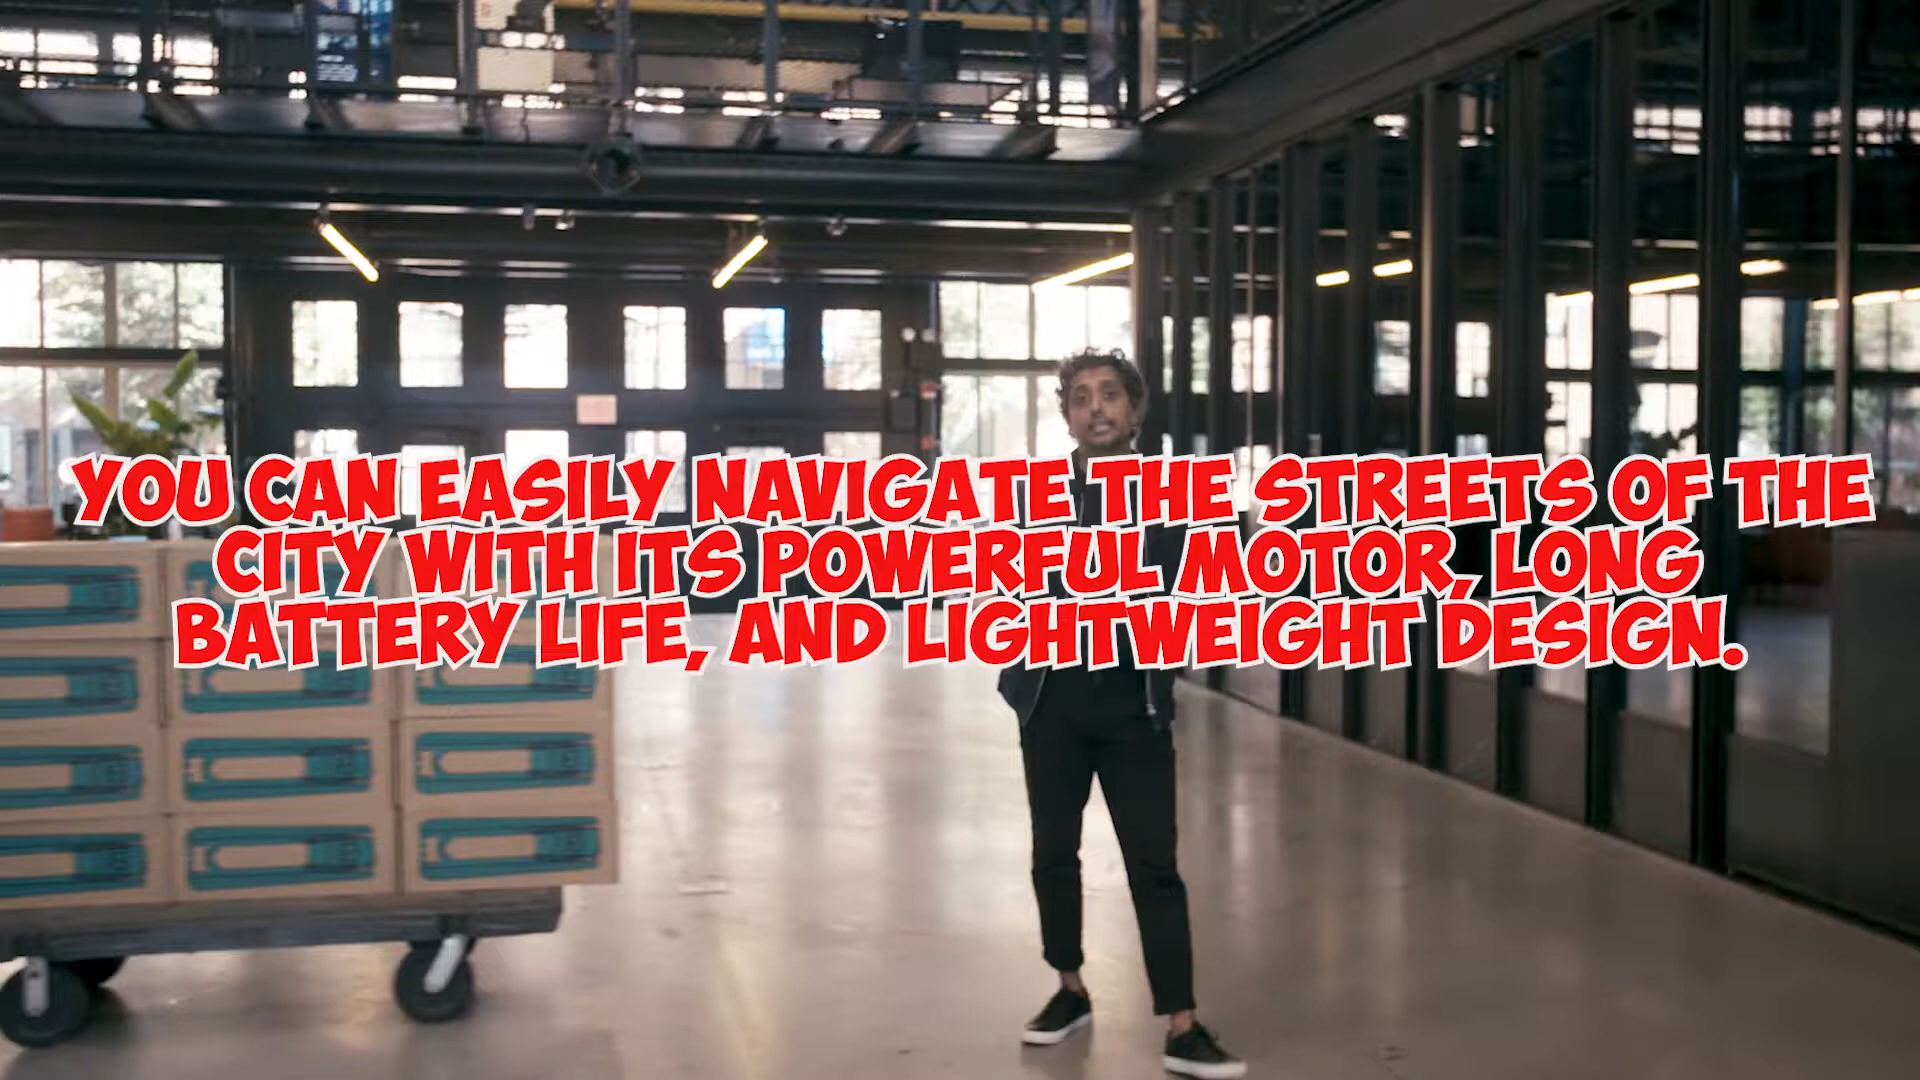 YOU CAN EASILY NAVIGATE THE STREETS OF THE
CITY WITH ITS POWERFUL MOTOR, LONG
BATTERY LIFE, AND LIGHTWEIGHT DESIGN.